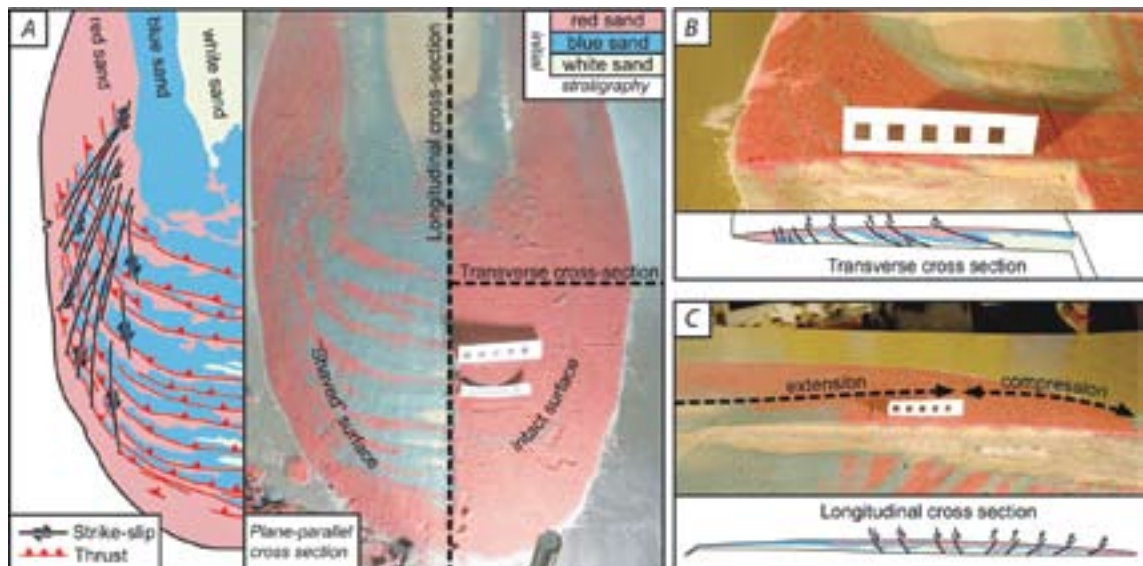 A
red sand
blue sand
white sand
Strike-slip
Thrust
Longitudinal cross-section
Transverse cross-section
"Shaved" surface
intact surface
Plane-parallel
cross section
initial
red sand
blue sand
white sand
stratigraphy
B
Transverse cross section
C
extension
compression
Longitudinal cross section